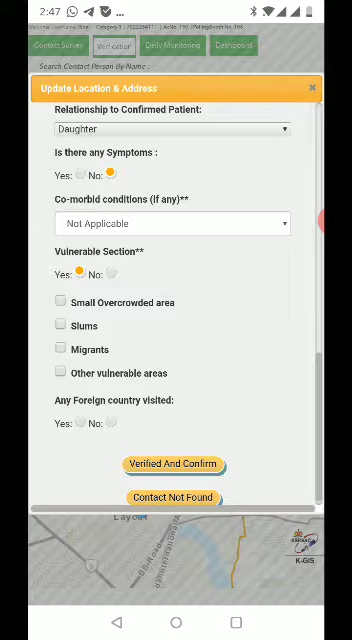 2:47
Contact Survey Verification Daily Monitoring Dashboard
Search Contact Person By Name :
Update Location & Address
Relationship to Confirmed Patient:
Daughter
Is there any Symptoms :
Yes: No:
Co-morbid conditions (If any)**
Not Applicable
Vulnerable Section**
Yes: No:
Small Overcrowded area
Slums
Migrants
Other vulnerable areas
Any Foreign country visited:
Yes: No:
Verified And Confirm
Contact Not Found
BB-Road
K-GIS